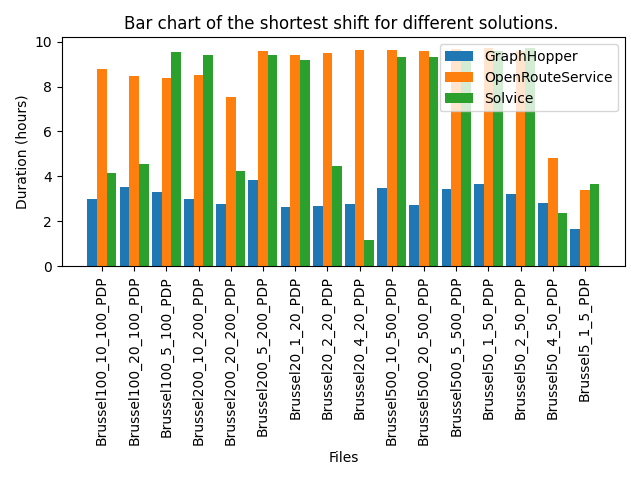 Bar chart of the shortest shift for different solutions.
10
8
6
4
2
0
Duration (hours)
GraphHopper
OpenRouteService
Solvice
Brussel100_10_100_PDP
Brussel100_20_100_PDP
Brussel100_5_100_PDP
Brussel200_10_200_PDP
Brussel200_20_200_PDP
Brussel200_5_200_PDP
Brussel20_1_20_PDP
Brussel20_2_20_PDP
Brussel20_4_20_PDP
Brussel500_10_500_PDP
Brussel500_20_500_PDP
Brussel500_5_500_PDP
Brussel50_1_50_PDP
Brussel50_2_50_PDP
Brussel50_4_50_PDP
Brussel5_1_5_PDP
Files